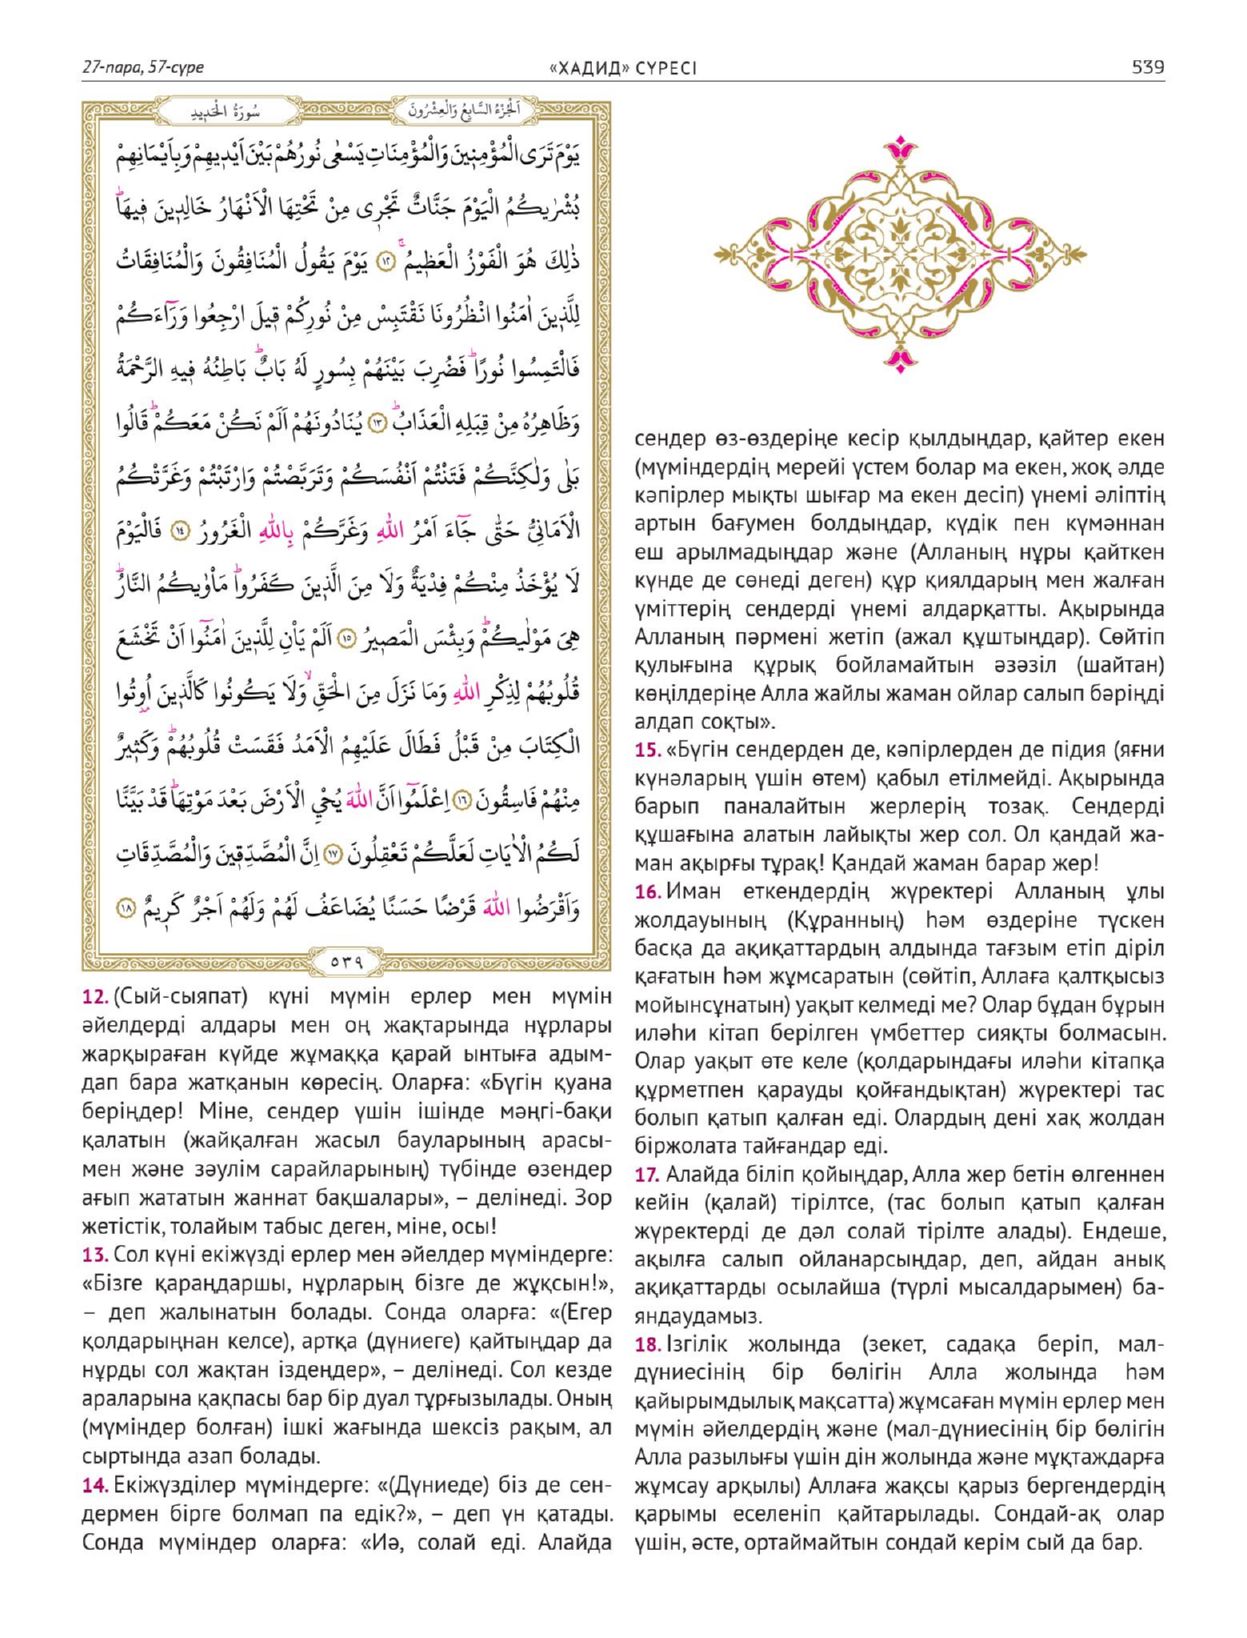 27-пара, 57-сүре
«ХАДИД» СҮРЕСІ
539
سُورَةُ الْحَدِيدِ
اَلْجُزْءُ السَّابِعُ وَالْعِشْرُونَ
يَوْمَ تَرَى الْمُؤْمِنِينَ وَالْمُؤْمِنَاتِ يَسْعٰى نُورُهُمْ بَيْنَ اَيْدِيهِمْ وَبِاَيْمَانِهِمْ
بُشْرٰيكُمُ الْيَوْمَ جَنَّاتٌ تَجْرِى مِنْ تَحْتِهَا الْاَنْهَارُ خَالِدِينَ فِيهَاۜ
ذٰلِكَ هُوَ الْفَوْزُ الْعَظِيمُۚ ﴿١٢﴾ يَوْمَ يَقُولُ الْمُنَافِقُونَ وَالْمُنَافِقَاتُ
لِلَّذِينَ اٰمَنُوا انْظُرُونَا نَقْتَبِسْ مِنْ نُورِكُمْ قِيلَ ارْجِعُوا وَرَٓاءَكُمْ
فَالْتَمِسُوا نُورًاۜ فَضُرِبَ بَيْنَهُمْ بِسُورٍ لَهُ بَابٌۜ بَاطِنُهُ فِيهِ الرَّحْمَةُ
وَظَاهِرُهُ مِنْ قِبَلِهِ الْعَذَابُۜ ﴿١٣﴾ يُنَادُونَهُمْ اَلَمْ نَكُنْ مَعَكُمْۜ قَالُوا
بَلٰى وَلٰكِنَّكُمْ فَتَنْتُمْ اَنْفُسَكُمْ وَتَرَبَّصْتُمْ وَارْتَبْتُمْ وَغَرَّتْكُمُ
الْاَمَانِىُّ حَتّٰى جَٓاءَ اَمْرُ اللّٰهِ وَغَرَّكُمْ بِاللّٰهِ الْغَرُورُ ﴿١٤﴾ فَالْيَوْمَ
لَا يُؤْخَذُ مِنْكُمْ فِدْيَةٌ وَلَا مِنَ الَّذِينَ كَفَرُواۜ مَأْوٰيكُمُ النَّارُۜ
هِىَ مَوْلٰيكُمْۜ وَبِئْسَ الْمَصِيرُ ﴿١٥﴾ اَلَمْ يَأْنِ لِلَّذِينَ اٰمَنُٓوا اَنْ تَخْشَعَ
قُلُوبُهُمْ لِذِكْرِ اللّٰهِ وَمَا نَزَلَ مِنَ الْحَقِّۙ وَلَا يَكُونُوا كَالَّذِينَ اُوتُوا
الْكِتَابَ مِنْ قَبْلُ فَطَالَ عَلَيْهِمُ الْاَمَدُ فَقَسَتْ قُلُوبُهُمْۜ وَكَثِيرٌ
مِنْهُمْ فَاسِقُونَ ﴿١٦﴾ اِعْلَمُٓوا اَنَّ اللّٰهَ يُحْيِ الْاَرْضَ بَعْدَ مَوْتِهَاۜ قَدْ بَيَّنَّا
لَكُمُ الْاٰيَاتِ لَعَلَّكُمْ تَعْقِلُونَ ﴿١٧﴾ اِنَّ الْمُصَّدِّقِينَ وَالْمُصَّدِّقَاتِ
وَاَقْرَضُوا اللّٰهَ قَرْضًا حَسَنًا يُضَاعَفُ لَهُمْ وَلَهُمْ اَجْرٌ كَرِيمٌ ﴿١٨﴾
٥٣٩
12. (Сый-сыяпат) күні мүмін ерлер мен мүмін
әйелдерді алдары мен оң жақтарында нұрлары
жарқыраған күйде жұмаққа қарай ынтыға адым-
дап бара жатқанын көресің. Оларға: «Бүгін қуана
беріңдер! Міне, сендер үшін ішінде мәңгі-бақи
қалатын (жайқалған жасыл бауларының арасы-
мен және зәулім сарайларының) түбінде өзендер
ағып жататын жаннат бақшалары», – делінеді. Зор
жетістік, толайым табыс деген, міне, осы!
13. Сол күні екіжүзді ерлер мен әйелдер мүміндерге:
«Бізге қараңдаршы, нұрларың бізге де жұқсын!»,
– деп жалынатын болады. Сонда оларға: «(Егер
қолдарыңнан келсе), артқа (дүниеге) қайтыңдар да
нұрды сол жақтан іздеңдер», – делінеді. Сол кезде
араларына қақпасы бар бір дуал тұрғызылады. Оның
(мүміндер болған) ішкі жағында шексіз рақым, ал
сыртында азап болады.
14. Екіжүзділер мүміндерге: «(Дүниеде) біз де сен-
дермен бірге болмап па едік?», – деп үн қатады.
Сонда мүміндер оларға: «Иә, солай еді. Алайда
сендер өз-өздеріңе кесір қылдыңдар, қайтер екен
(мүміндердің мерейі үстем болар ма екен, жоқ әлде
кәпірлер мықты шығар ма екен десіп) үнемі әліптің
артын бағумен болдыңдар, күдік пен күмәннан
еш арылмадыңдар және (Алланың нұры қайткен
күнде де сөнеді деген) құр қиялдарың мен жалған
үміттерің сендерді үнемі алдарқатты. Ақырында
Алланың пәрмені жетіп (ажал құштыңдар). Сөйтіп
қулығына құрық бойламайтын әзәзіл (шайтан)
көңілдеріңе Алла жайлы жаман ойлар салып бәріңді
алдап соқты».
15. «Бүгін сендерден де, кәпірлерден де підия (яғни
күнәларың үшін өтем) қабыл етілмейді. Ақырында
барып паналайтын жерлерің тозақ. Сендерді
құшағына алатын лайықты жер сол. Ол қандай жа-
ман ақырғы тұрақ! Қандай жаман барар жер!
16. Иман еткендердің жүректері Алланың ұлы
жолдауының (Құранның) һәм өздеріне түскен
басқа да ақиқаттардың алдында тағзым етіп діріл
қағатын һәм жұмсаратын (сөйтіп, Аллаға қалтқысыз
мойынсұнатын) уақыт келмеді ме? Олар бұдан бұрын
иләһи кітап берілген үмбеттер сияқты болмасын.
Олар уақыт өте келе (қолдарындағы иләһи кітапқа
құрметпен қарауды қойғандықтан) жүректері тас
болып қатып қалған еді. Олардың дені хақ жолдан
біржолата тайғандар еді.
17. Алайда біліп қойыңдар, Алла жер бетін өлгеннен
кейін (қалай) тірілтсе, (тас болып қатып қалған
жүректерді де дәл солай тірілте алады). Ендеше,
ақылға салып ойланарсыңдар, деп, айдан анық
ақиқаттарды осылайша (түрлі мысалдарымен) ба-
яндаудамыз.
18. Ізгілік жолында (зекет, садақа беріп, мал-
дүниесінің бір бөлігін Алла жолында һәм
қайырымдылық мақсатта) жұмсаған мүмін ерлер мен
мүмін әйелдердің және (мал-дүниесінің бір бөлігін
Алла разылығы үшін дін жолында және мұқтаждарға
жұмсау арқылы) Аллаға жақсы қарыз бергендердің
қарымы еселеніп қайтарылады. Сондай-ақ олар
үшін, әсте, ортаймайтын сондай керім сый да бар.